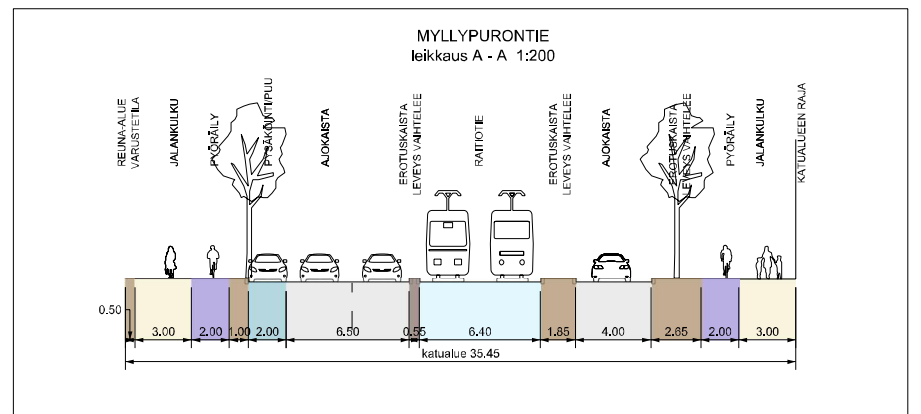 MYLLYPURONTIE
leikkaus A - A 1:200
REUNA-ALUE
VARUSTETILA
JALANKULKU
PYÖRÄILY
PYSÄKÖINTI/PUU
AJOKAISTA
EROTUSKAISTA
LEVEYS VAIHTELEE
RAITIOTIE
EROTUSKAISTA
LEVEYS VAIHTELEE
AJOKAISTA
EROTUSKAISTA
LEVEYS VAIHTELEE
PYÖRÄILY
JALANKULKU
KATUALUEEN RAJA
0.50
3.00
2.00
1.00
2.00
6.50
0.55
6.40
1.85
4.00
2.65
2.00
3.00
katualue 35.45